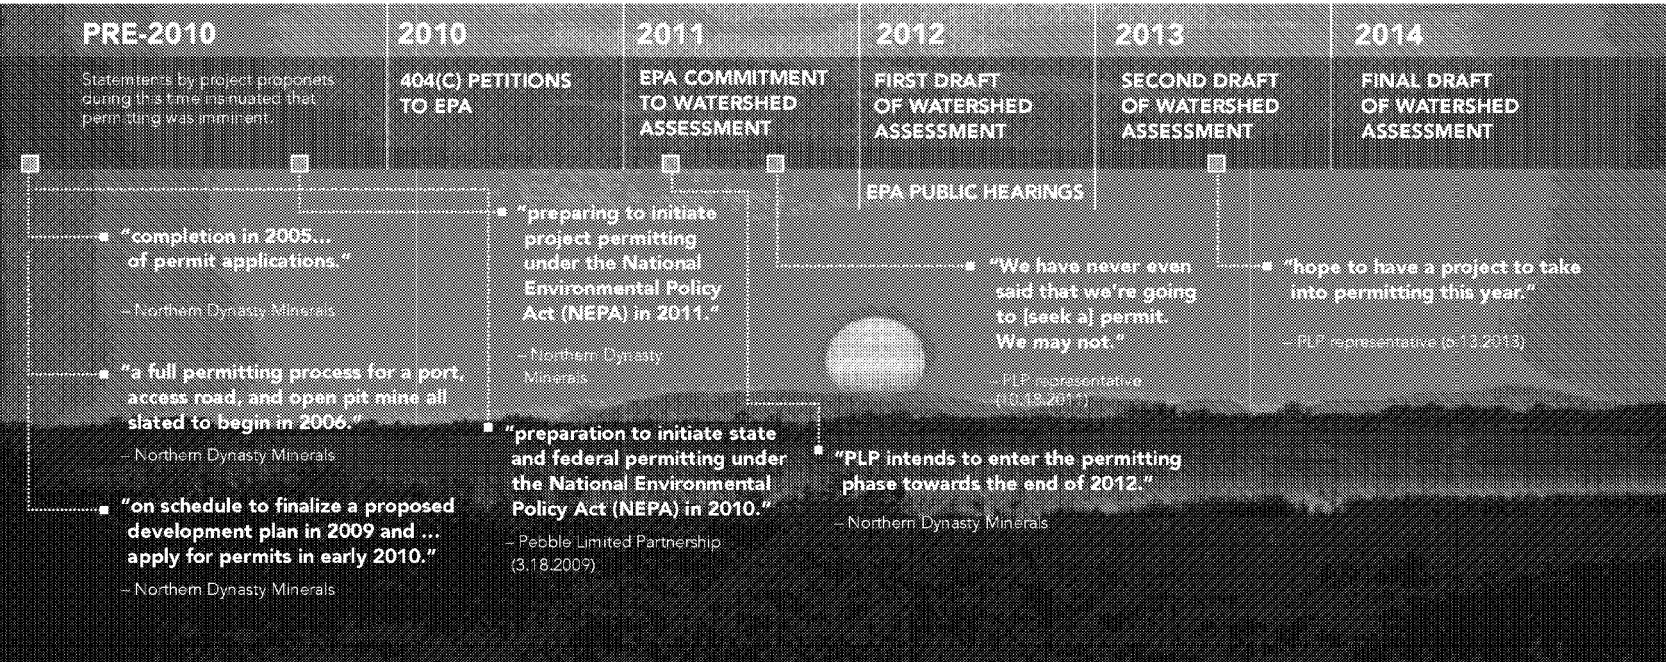 PRE-2010
Statemtents by project proponets
during this time insinuated that
permitting was imminent.
2010
404(C) PETITIONS
TO EPA
2011
EPA COMMITMENT
TO WATERSHED
ASSESSMENT
2012
FIRST DRAFT
OF WATERSHED
ASSESSMENT
EPA PUBLIC HEARINGS
2013
SECOND DRAFT
OF WATERSHED
ASSESSMENT
2014
FINAL DRAFT
OF WATERSHED
ASSESSMENT
“completion in 2005...
of permit applications.”
– Northern Dynasty Minerals
“a full permitting process for a port,
access road, and open pit mine all
slated to begin in 2006.”
– Northern Dynasty Minerals
“on schedule to finalize a proposed
development plan in 2009 and ...
apply for permits in early 2010.”
– Northern Dynasty Minerals
“preparing to initiate
project permitting
under the National
Environmental Policy
Act (NEPA) in 2011.”
– Northern Dynasty
Minerals
“preparation to initiate state
and federal permitting under
the National Environmental
Policy Act (NEPA) in 2010.”
– Pebble Limited Partnership
(3.18.2009)
“We have never even
said that we’re going
to [seek a] permit.
We may not.”
– PLP representative
(10.18.2011)
“PLP intends to enter the permitting
phase towards the end of 2012.”
– Northern Dynasty Minerals
“hope to have a project to take
into permitting this year.”
– PLP representative (5.13.2013)